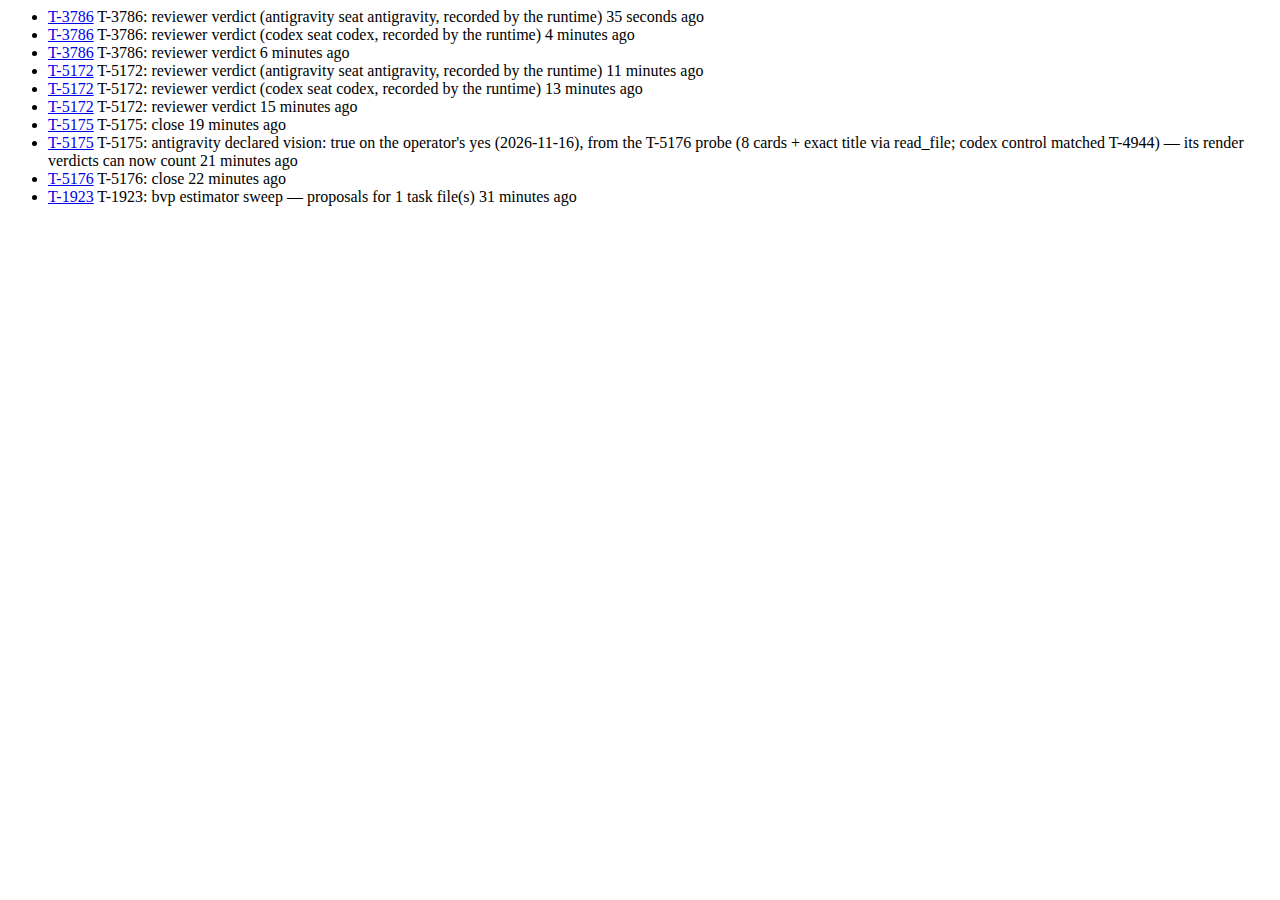 T-3786 T-3786: reviewer verdict (antigravity seat antigravity, recorded by the runtime) 35 seconds ago
T-3786 T-3786: reviewer verdict (codex seat codex, recorded by the runtime) 4 minutes ago
T-3786 T-3786: reviewer verdict 6 minutes ago
T-5172 T-5172: reviewer verdict (antigravity seat antigravity, recorded by the runtime) 11 minutes ago
T-5172 T-5172: reviewer verdict (codex seat codex, recorded by the runtime) 13 minutes ago
T-5172 T-5172: reviewer verdict 15 minutes ago
T-5175 T-5175: close 19 minutes ago
T-5175 T-5175: antigravity declared vision: true on the operator's yes (2026-11-16), from the T-5176 probe (8 cards + exact title via read_file; codex control matched T-4944) — its render
verdicts can now count 21 minutes ago
T-5176 T-5176: close 22 minutes ago
T-1923 T-1923: bvp estimator sweep — proposals for 1 task file(s) 31 minutes ago